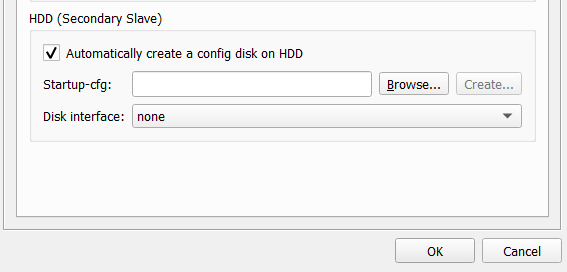 HDD (Secondary Slave)
Automatically create a config disk on HDD
Startup-cfg: Browse... Create...
Disk interface: none
OK Cancel